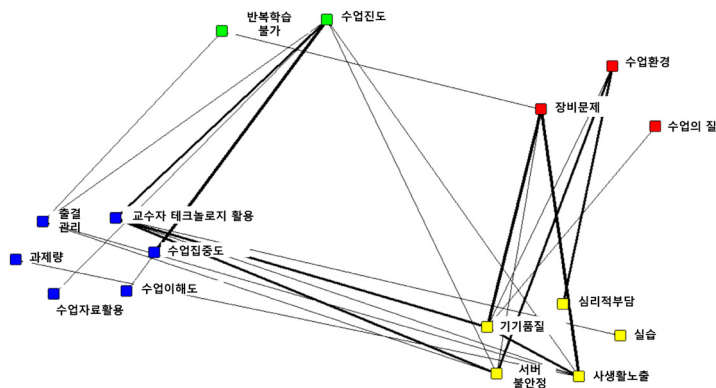 반복학습
불가
수업진도
수업환경
장비문제
수업의 질
출결
관리
교수자 테크놀로지 활용
수업집중도
과제량
수업이해도
수업자료활용
심리적부담
기기품질
실습
서버
불안정
사생활노출